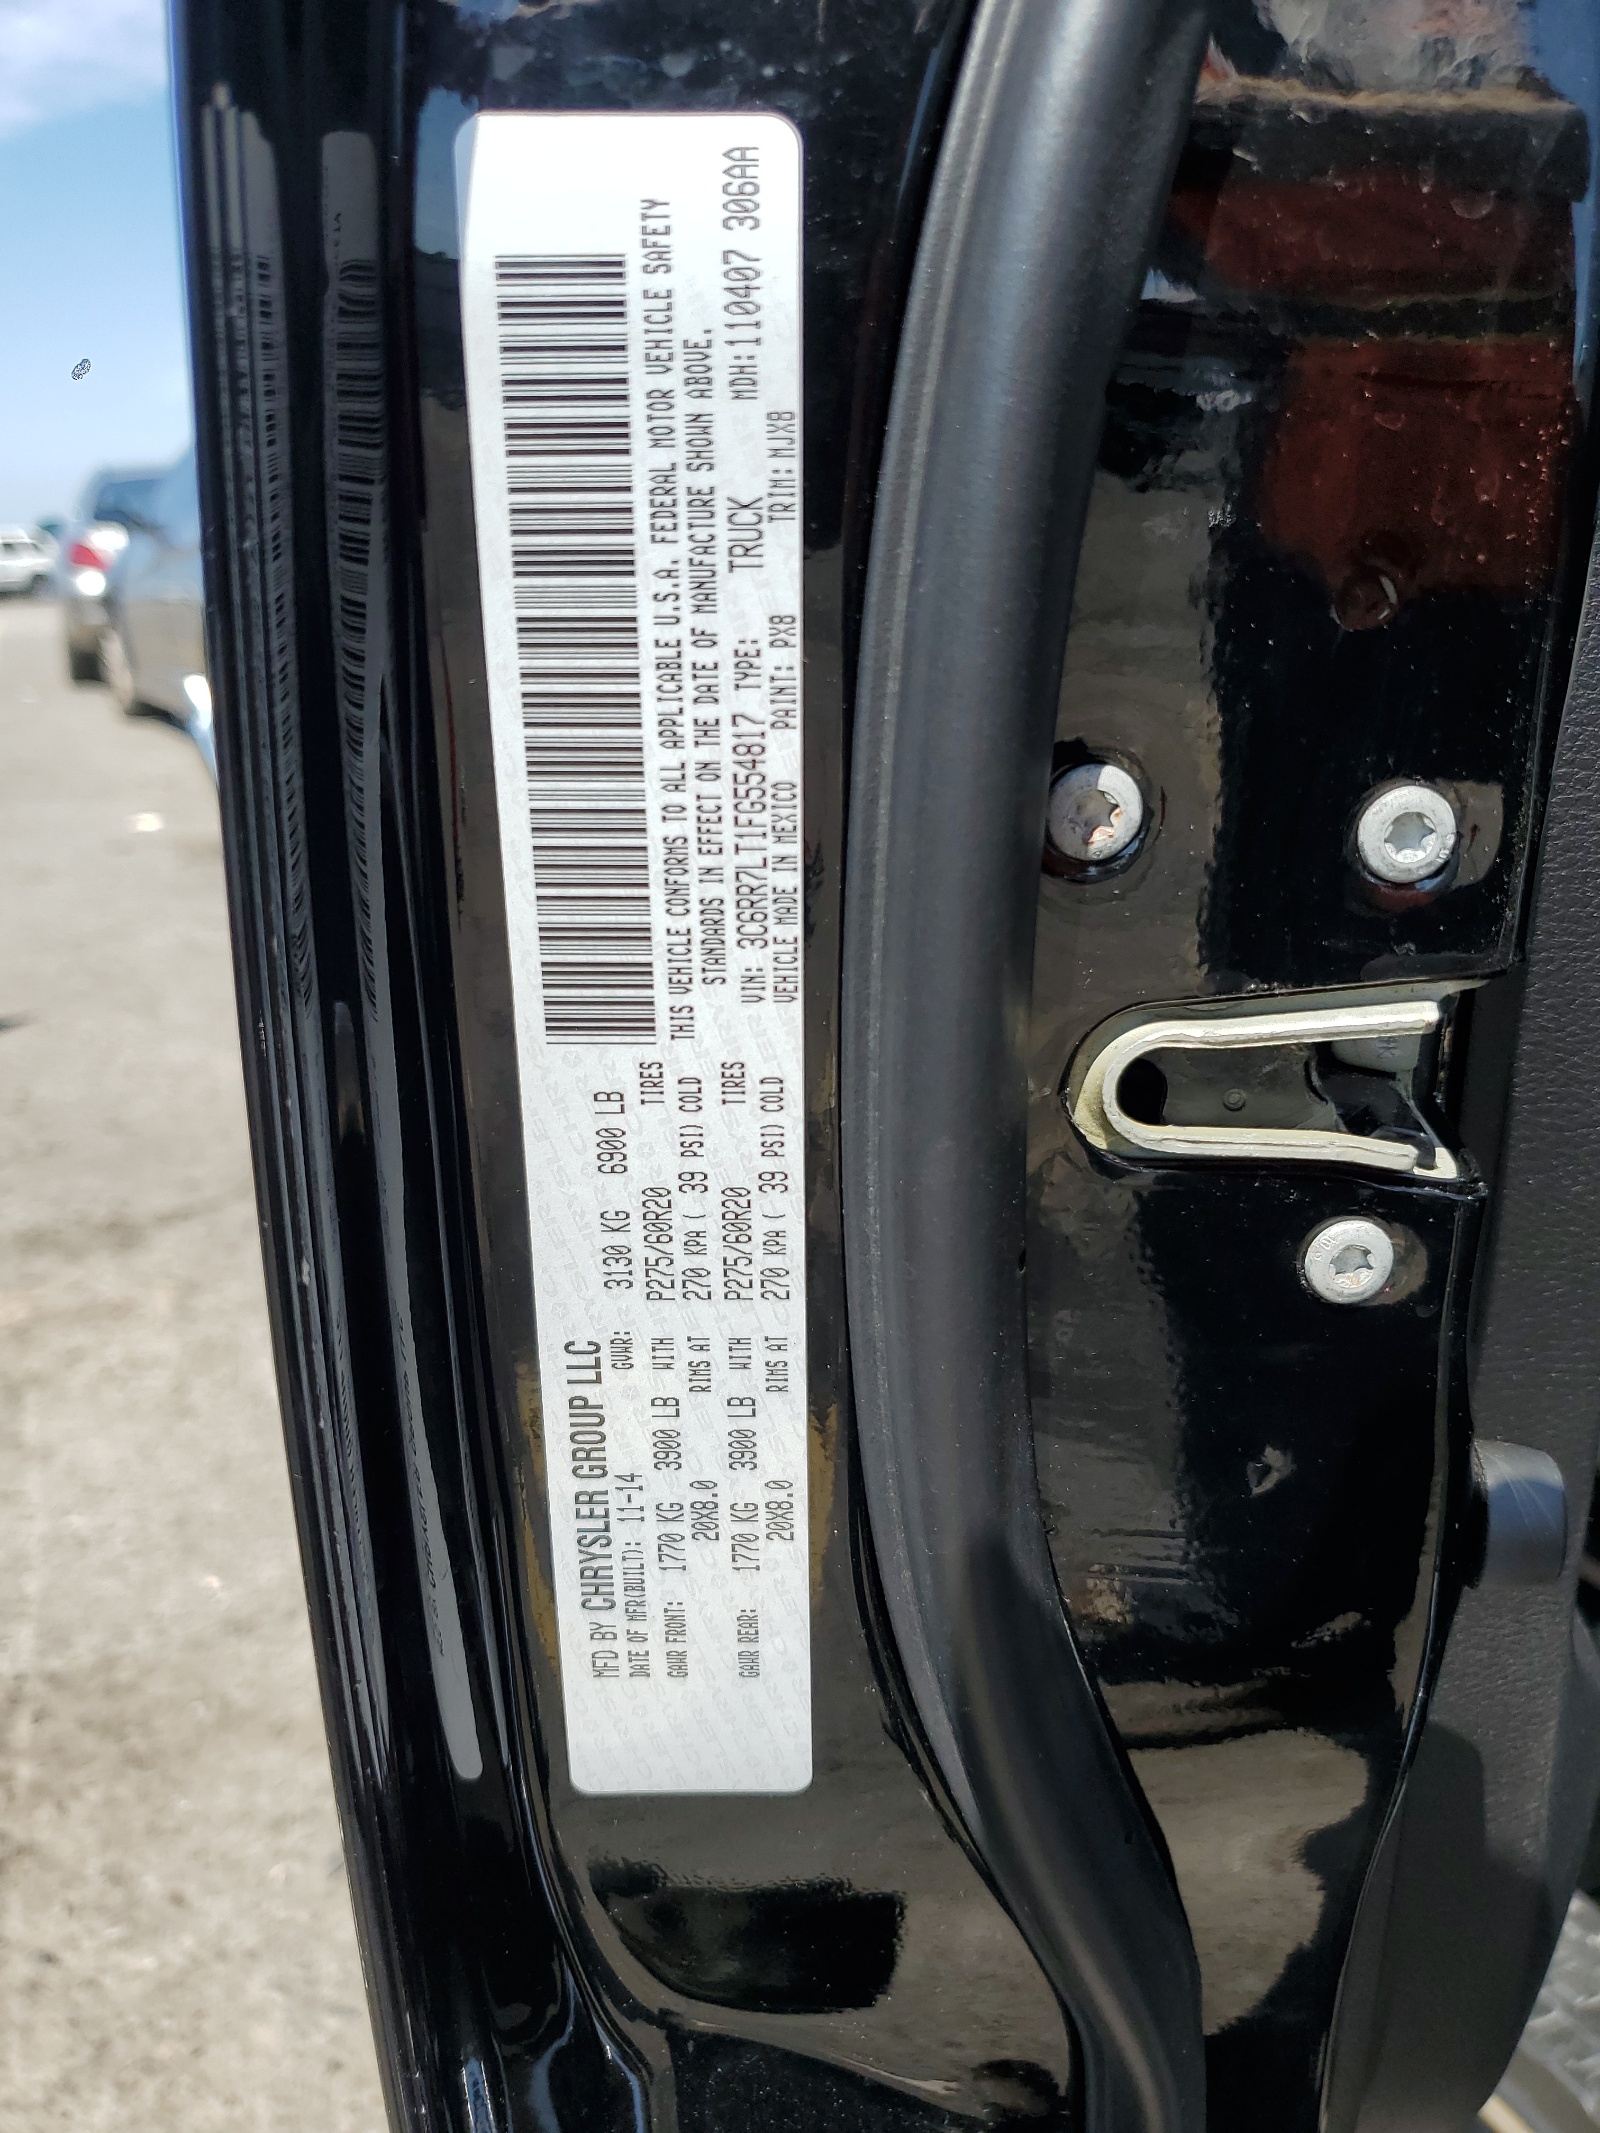 MFD BY CHRYSLER GROUP LLC
DATE OF MFR(BUILT): 11-14 GVWR: 3130 KG 6900 LB
GAWR FRONT: 1770 KG 3900 LB WITH P275/60R20 TIRES
20X8.0 RIMS AT 270 KPA ( 39 PSI) COLD
GAWR REAR: 1770 KG 3900 LB WITH P275/60R20 TIRES
20X8.0 RIMS AT 270 KPA ( 39 PSI) COLD
THIS VEHICLE CONFORMS TO ALL APPLICABLE U.S.A. FEDERAL MOTOR VEHICLE SAFETY
STANDARDS IN EFFECT ON THE DATE OF MANUFACTURE SHOWN ABOVE.
VIN: 3C6RR7LT1FG554817 TYPE: TRUCK MDH:110407 306AA
VEHICLE MADE IN MEXICO PAINT: PX8 TRIM: MJX8